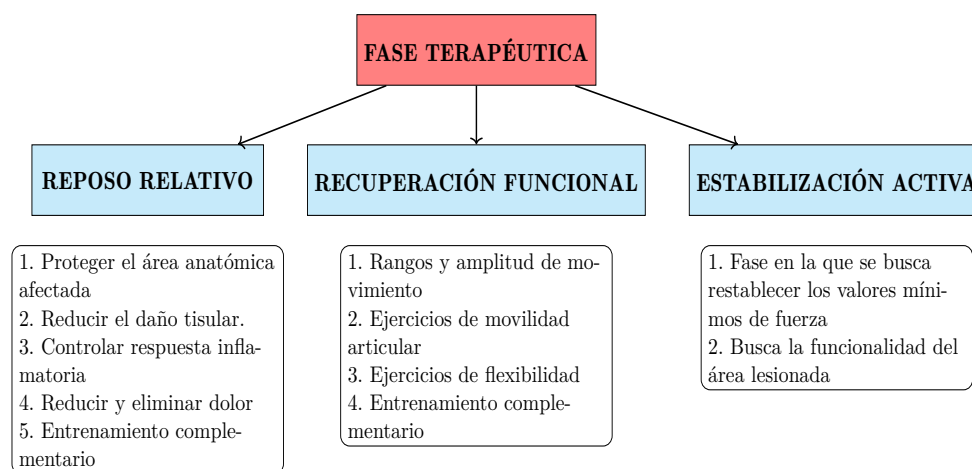 FASE TERAPÉUTICA
REPOSO RELATIVO
RECUPERACIÓN FUNCIONAL
ESTABILIZACIÓN ACTIVA
1. Proteger el área anatómica
afectada
2. Reducir el daño tisular.
3. Controlar respuesta infla-
matoria
4. Reducir y eliminar dolor
5. Entrenamiento comple-
mentario
1. Rangos y amplitud de mo-
vimiento
2. Ejercicios de movilidad
articular
3. Ejercicios de flexibilidad
4. Entrenamiento comple-
mentario
1. Fase en la que se busca
restablecer los valores míni-
mos de fuerza
2. Busca la funcionalidad del
área lesionada